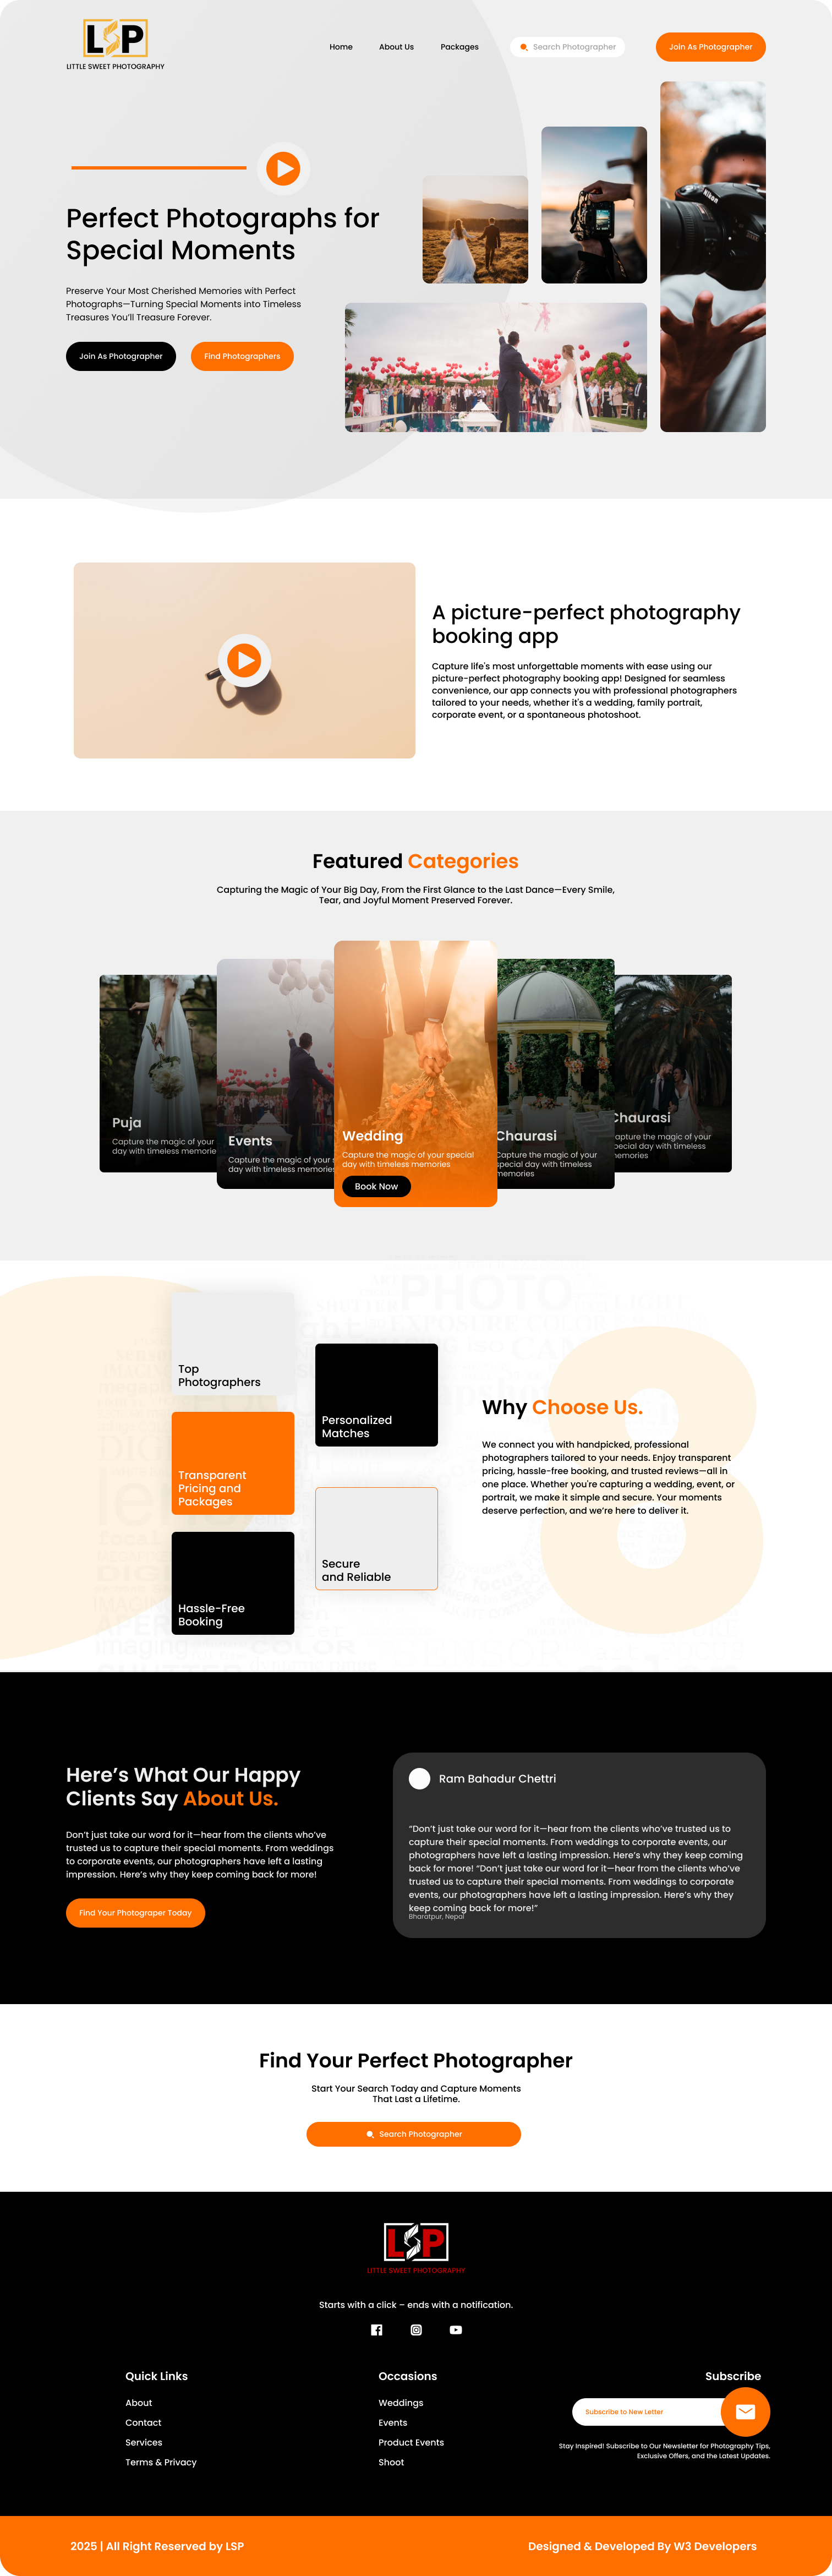 LSP
LITTLE SWEET PHOTOGRAPHY
Home
About Us
Packages
Search Photographer
Join As Photographer
Nikon
Perfect Photographs for
Special Moments
Preserve Your Most Cherished Memories with Perfect
Photographs—Turning Special Moments into Timeless
Treasures You'll Treasure Forever.
Join As Photographer
Find Photographers
A picture-perfect photography
booking app
Capture life's most unforgettable moments with ease using our
picture-perfect photography booking app! Designed for seamless
convenience, our app connects you with professional photographers
tailored to your needs, whether it's a wedding, family portrait,
corporate event, or a spontaneous photoshoot.
Featured Categories
Capturing the Magic of Your Big Day, From the First Glance to the Last Dance—Every Smile,
Tear, and Joyful Moment Preserved Forever.
Puja
Capture the magic of your
day with timeless memorie
Events
Capture the magic of your s
day with timeless memories
Wedding
Capture the magic of your special
day with timeless memories
Book Now
Chaurasi
Capture the magic of your
special day with timeless
memories
Chaurasi
apture the magic of your
pecial day with timeless
memories
PHOTO
EXPOSURE COLOR
ISO
SHUTTER
LIGHT
Top
Photographers
Personalized
Matches
Transparent
Pricing and
Packages
Secure
and Reliable
Hassle-Free
Booking
imaging
COLOR
SENSOR
FOCUS
SHUTTER
Why Choose Us.
We connect you with handpicked, professional
photographers tailored to your needs. Enjoy transparent
pricing, hassle-free booking, and trusted reviews—all in
one place. Whether you're capturing a wedding, event, or
portrait, we make it simple and secure. Your moments
deserve perfection, and we're here to deliver it.
Here's What Our Happy
Clients Say About Us.
Don't just take our word for it—hear from the clients who've
trusted us to capture their special moments. From weddings
to corporate events, our photographers have left a lasting
impression. Here's why they keep coming back for more!
Find Your Photograper Today
Ram Bahadur Chettri
"Don't just take our word for it—hear from the clients who've trusted us to
capture their special moments. From weddings to corporate events, our
photographers have left a lasting impression. Here's why they keep coming
back for more! "Don't just take our word for it—hear from the clients who've
trusted us to capture their special moments. From weddings to corporate
events, our photographers have left a lasting impression. Here's why they
keep coming back for more!"
Bharatpur, Nepal
Find Your Perfect Photographer
Start Your Search Today and Capture Moments
That Last a Lifetime.
Search Photographer
LSP
LITTLE SWEET PHOTOGRAPHY
Starts with a click – ends with a notification.
Quick Links
About
Contact
Services
Terms & Privacy
Occasions
Weddings
Events
Product Events
Shoot
Subscribe
Subscribe to New Letter
Stay Inspired! Subscribe to Our Newsletter for Photography Tips,
Exclusive Offers, and the Latest Updates.
2025 | All Right Reserved by LSP
Designed & Developed By W3 Developers